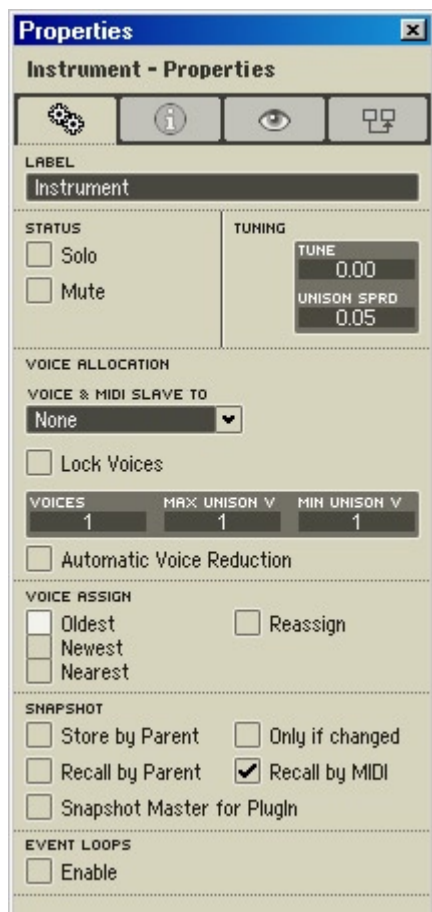 Properties
Instrument - Properties
LABEL
Instrument
STATUS
Solo
Mute
TUNING
TUNE
0.00
UNISON SPRD
0.05
VOICE ALLOCATION
VOICE & MIDI SLAVE TO
None
Lock Voices
VOICES MAX UNISON V MIN UNISON V
1 1 1
Automatic Voice Reduction
VOICE ASSIGN
Oldest Reassign
Newest
Nearest
SNAPSHOT
Store by Parent Only if changed
Recall by Parent Recall by MIDI
Snapshot Master for PlugIn
EVENT LOOPS
Enable